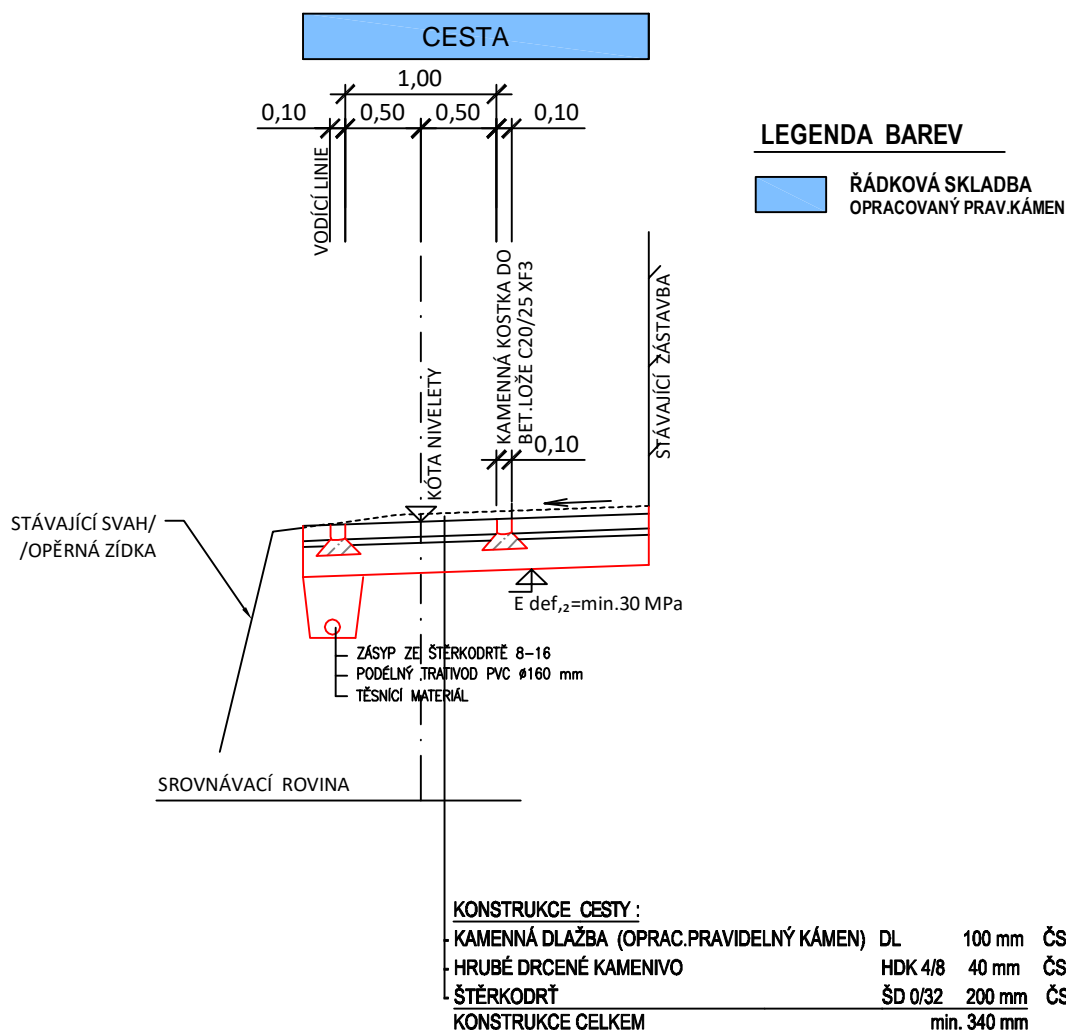 CESTA
1,00
0,10 0,50 0,50 0,10
LEGENDA BAREV
ŘÁDKOVÁ SKLADBA
OPRACOVANÝ PRAV.KÁMEN
VODÍCÍ LINIE
KÓTA NIVELETY
KAMENNÁ KOSTKA DO
BET.LOŽE C20/25 XF3
STÁVAJÍCÍ ZÁSTAVBA
0,10
STÁVAJÍCÍ SVAH/
/OPĚRNÁ ZÍDKA
E def,₂=min.30 MPa
ZÁSYP ZE ŠTĚRKODRTĚ 8-16
PODÉLNÝ TRATIVOD PVC ø160 mm
TĚSNÍCÍ MATERIÁL
SROVNÁVACÍ ROVINA
KONSTRUKCE CESTY :
KAMENNÁ DLAŽBA (OPRAC.PRAVIDELNÝ KÁMEN) DL 100 mm ČS
HRUBÉ DRCENÉ KAMENIVO HDK 4/8 40 mm ČS
ŠTĚRKODRŤ ŠD 0/32 200 mm ČS
KONSTRUKCE CELKEM min. 340 mm